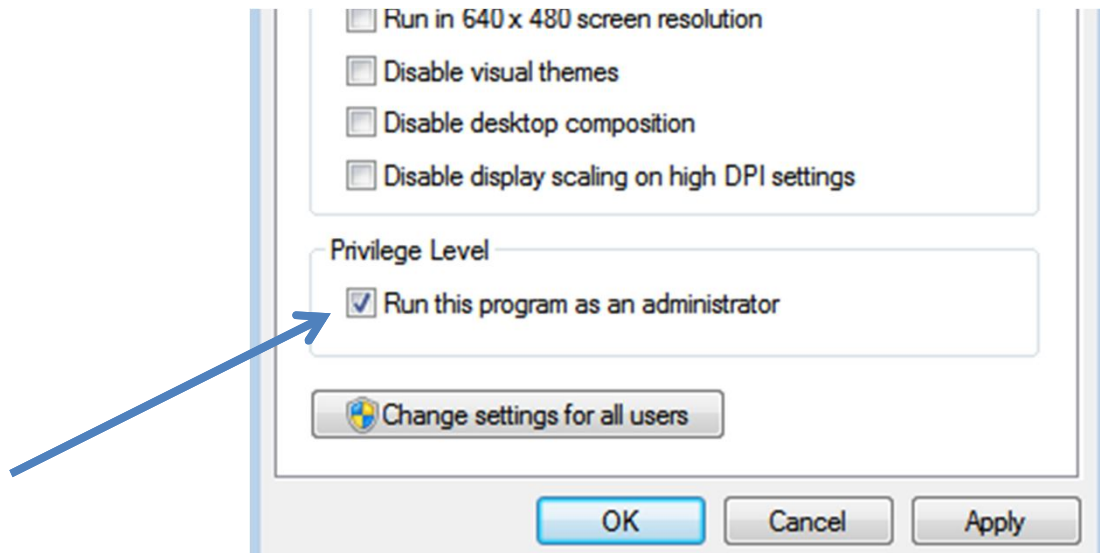 Run in 640 x 480 screen resolution
Disable visual themes
Disable desktop composition
Disable display scaling on high DPI settings
Privilege Level
Run this program as an administrator
Change settings for all users
OK Cancel Apply